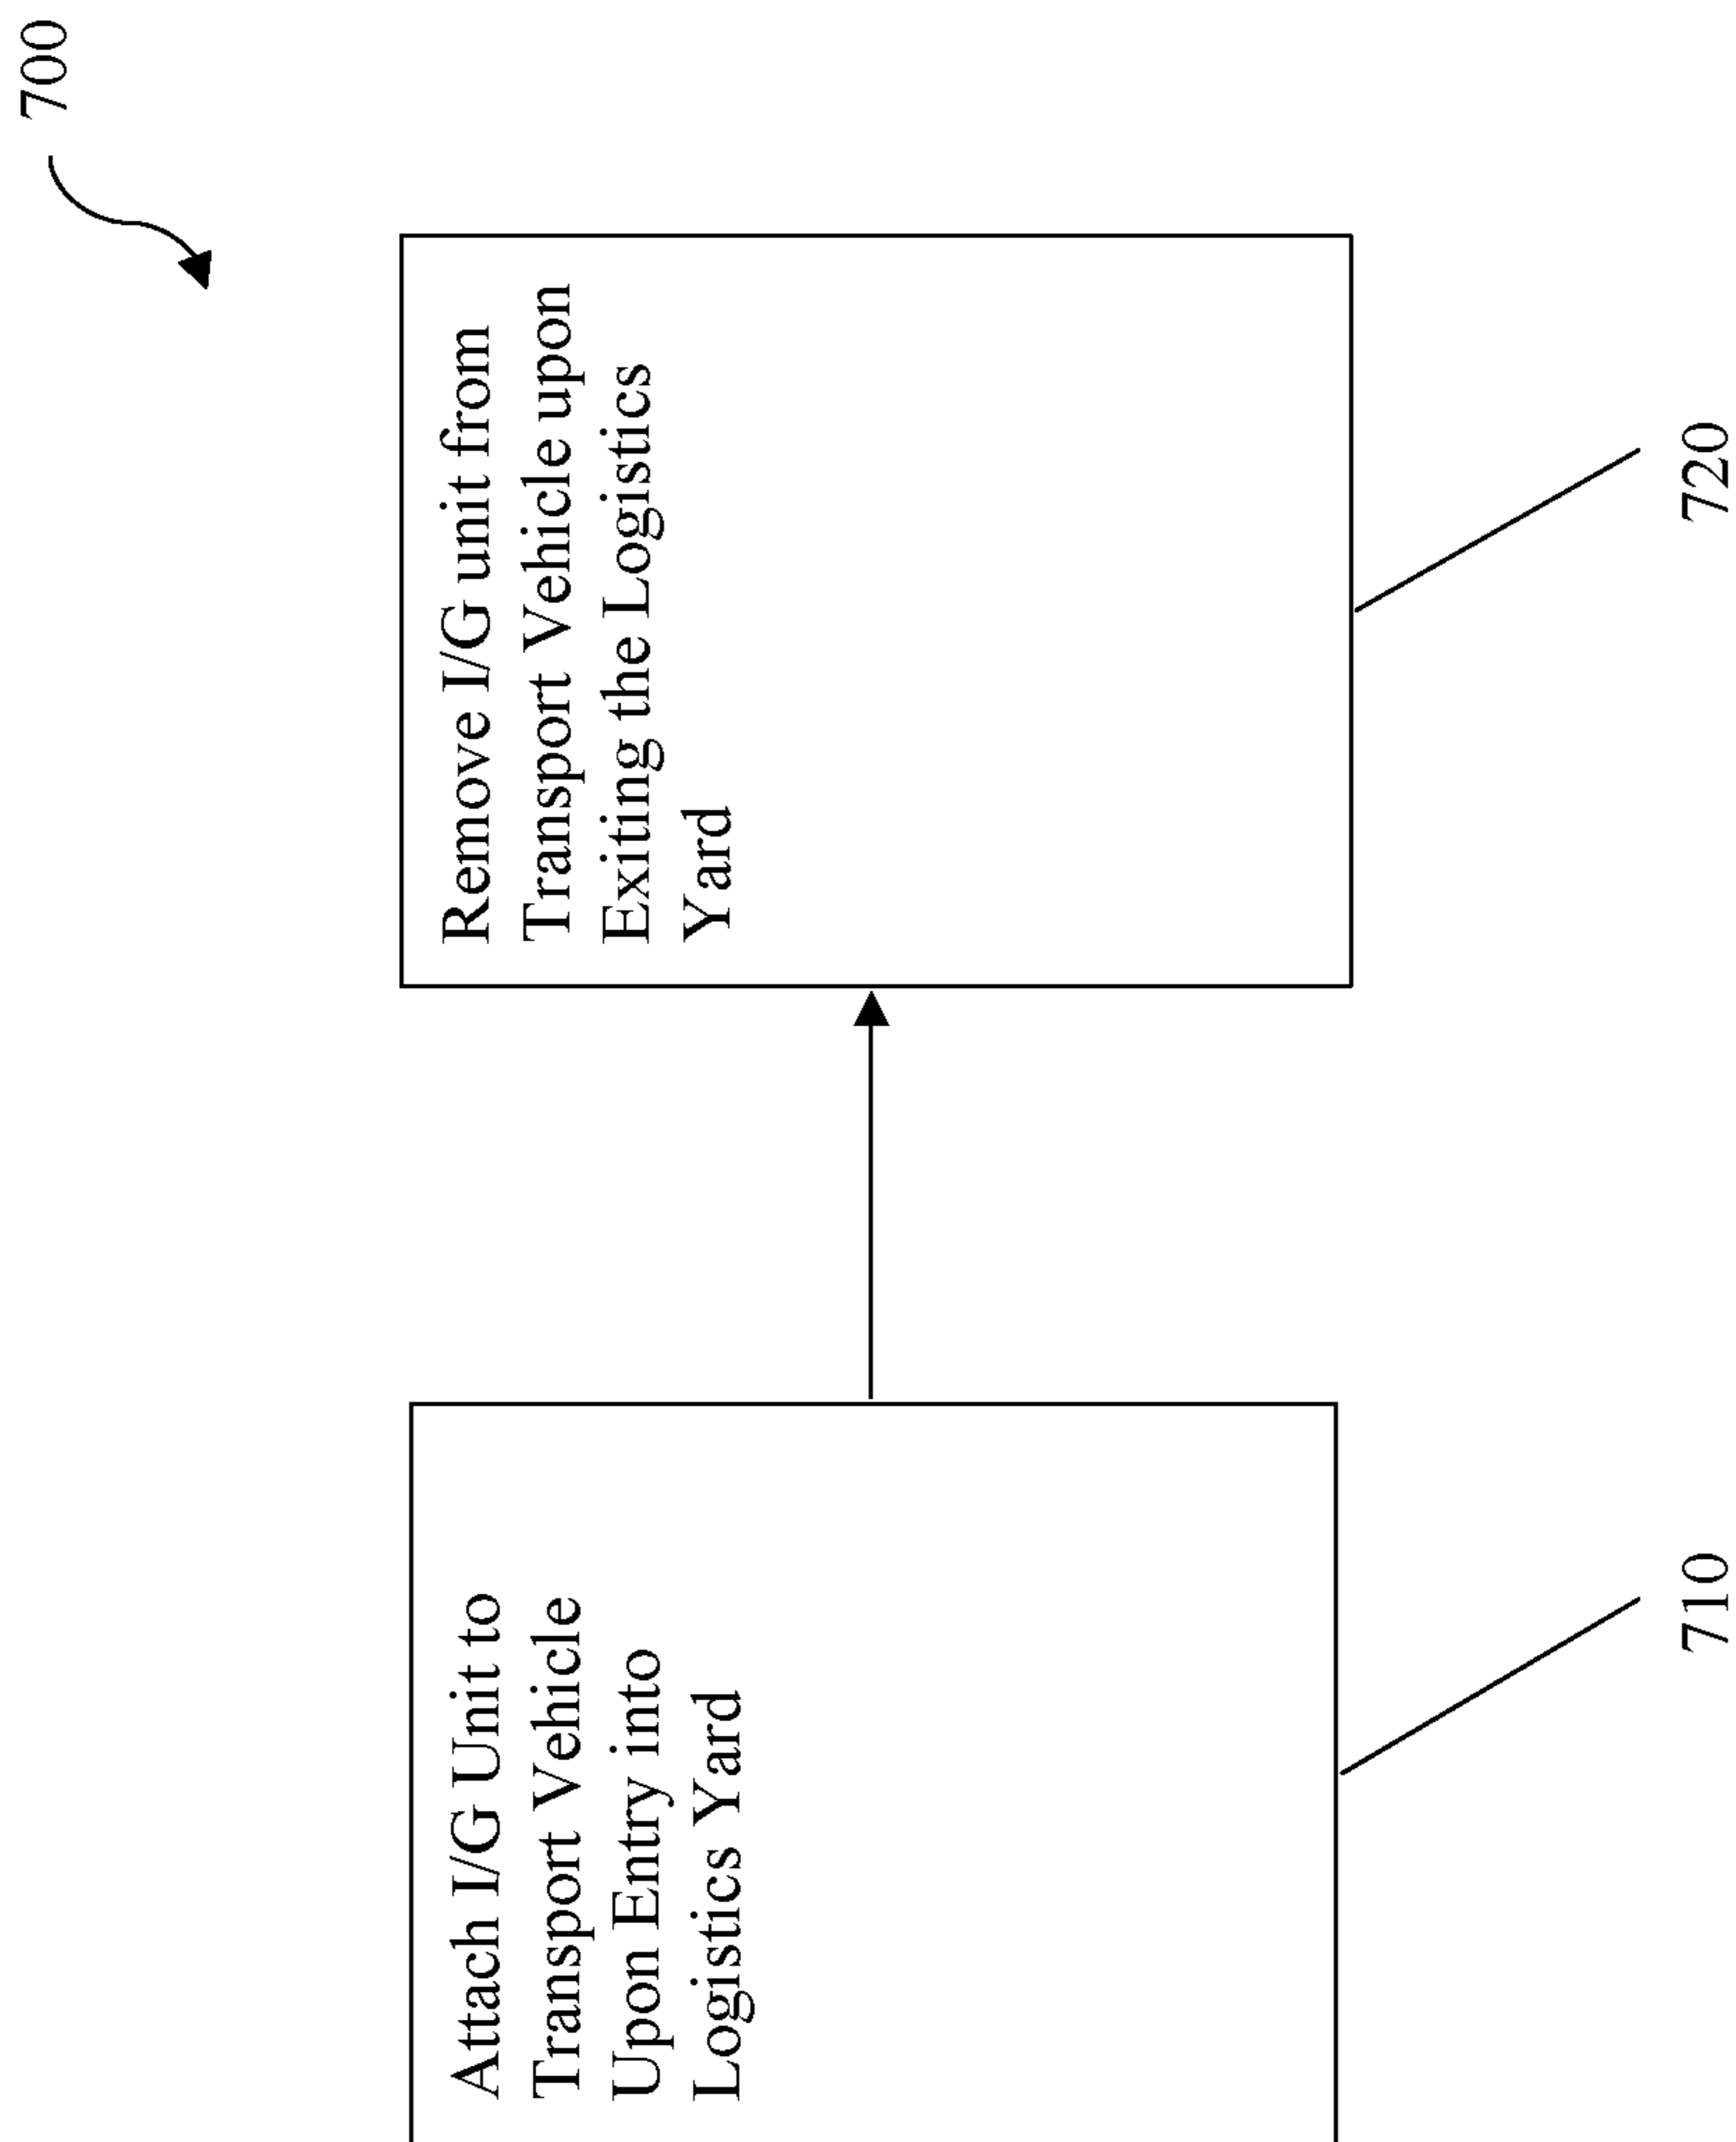 700
Attach I/G Unit to
Transport Vehicle
Upon Entry into
Logistics Yard
Remove I/G unit from
Transport Vehicle upon
Exiting the Logistics
Yard
710
720